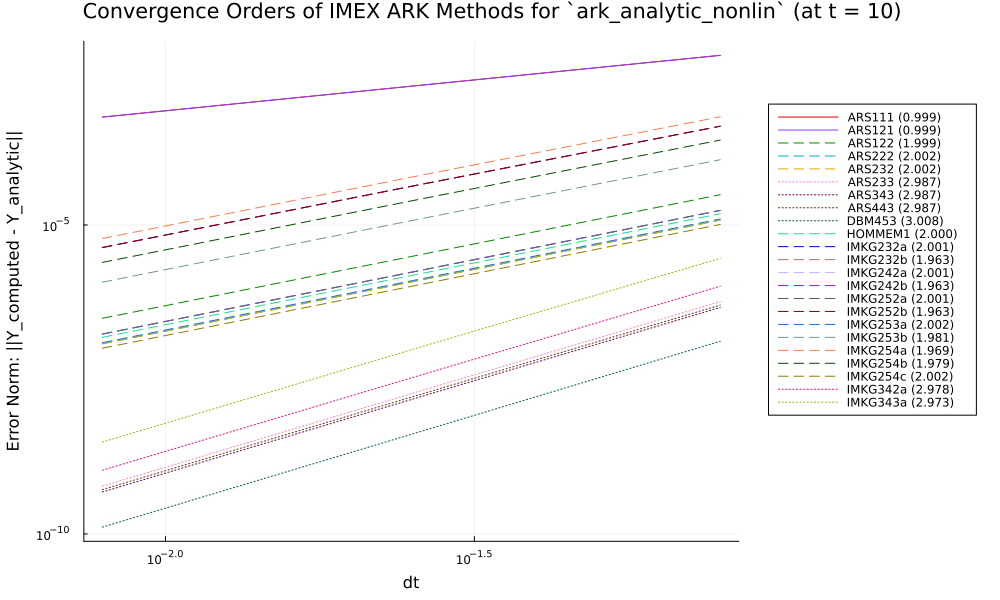 Convergence Orders of IMEX ARK Methods for `ark_analytic_nonlin` (at t = 10)
Error Norm: ||Y_computed - Y_analytic||
10^-5
10^-10
10^-2.0
10^-1.5
dt
ARS111 (0.999)
ARS121 (0.999)
ARS122 (1.999)
ARS222 (2.002)
ARS232 (2.002)
ARS233 (2.987)
ARS343 (2.987)
ARS443 (2.987)
DBM453 (3.008)
HOMMEM1 (2.000)
IMKG232a (2.001)
IMKG232b (1.963)
IMKG242a (2.001)
IMKG242b (1.963)
IMKG252a (2.001)
IMKG252b (1.963)
IMKG253a (2.002)
IMKG253b (1.981)
IMKG254a (1.969)
IMKG254b (1.979)
IMKG254c (2.002)
IMKG342a (2.978)
IMKG343a (2.973)